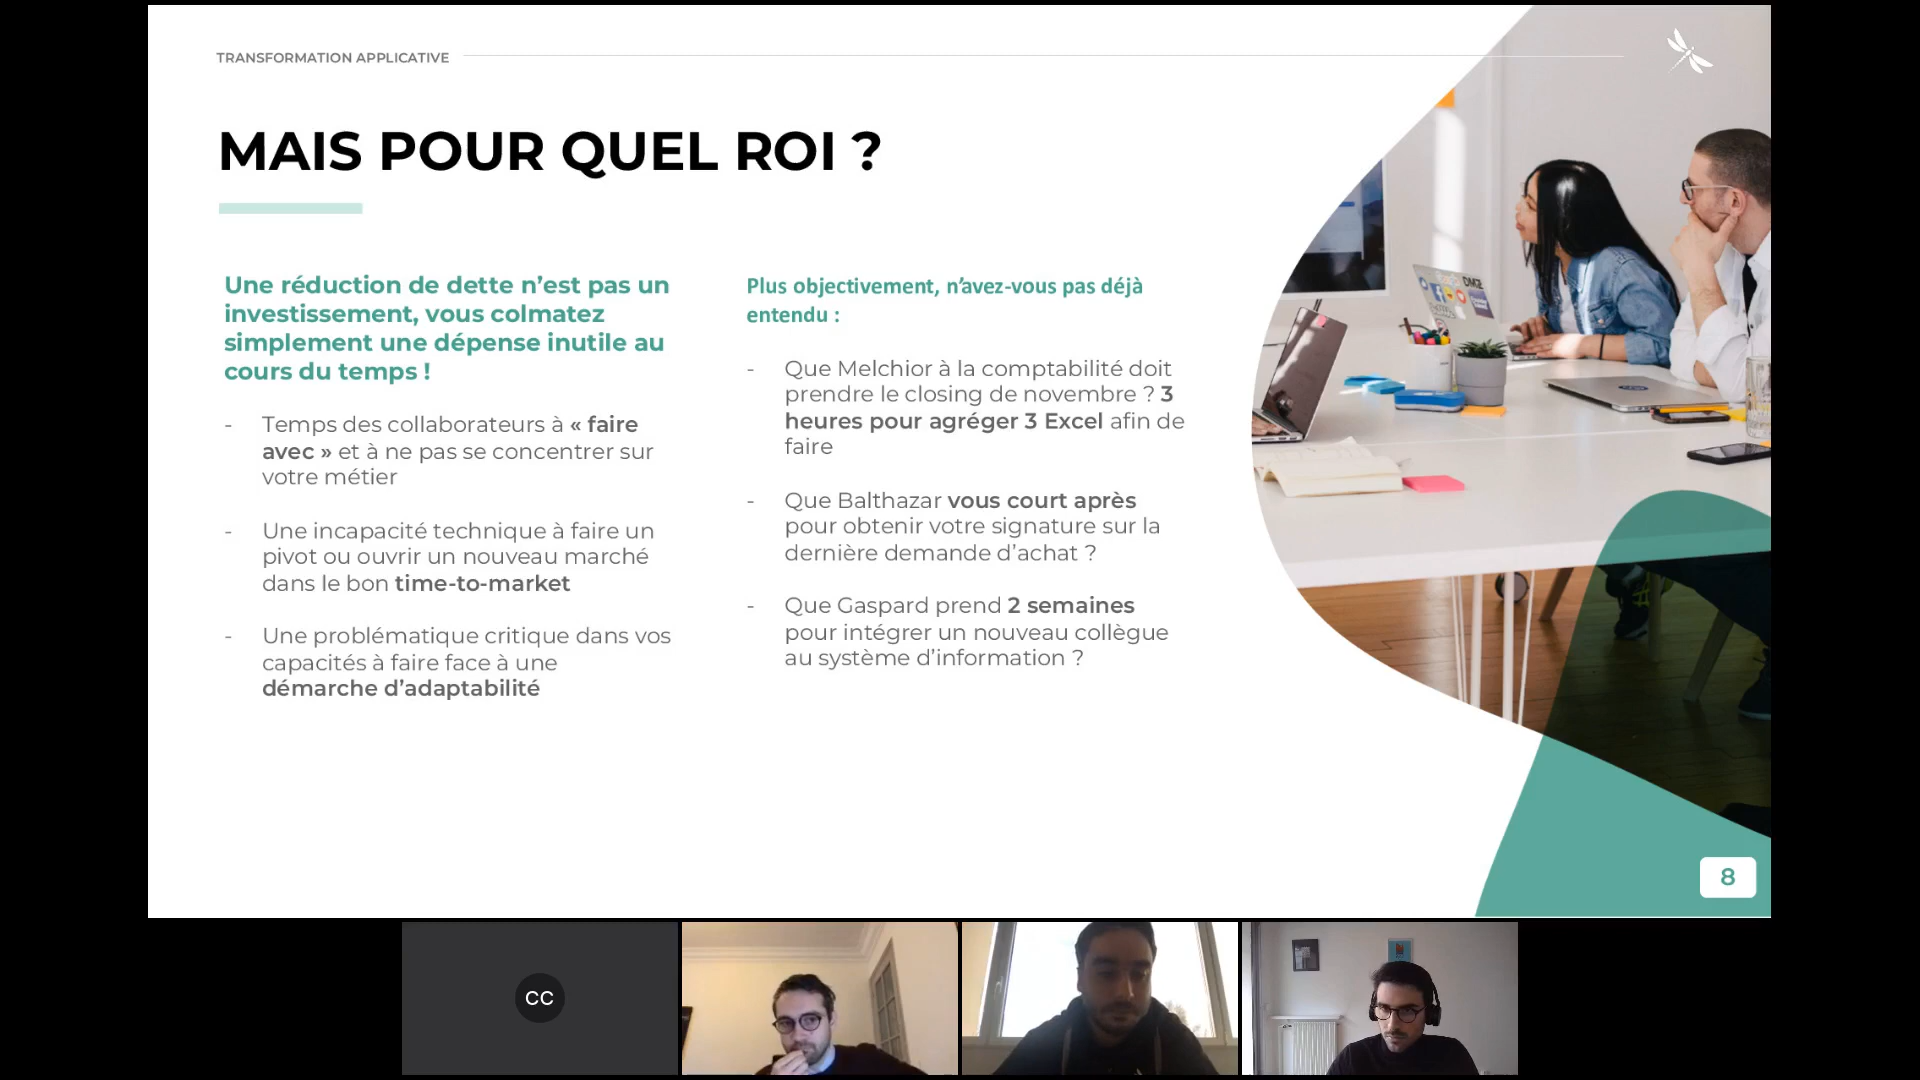 TRANSFORMATION APPLICATIVE
MAIS POUR QUEL ROI ?
Une réduction de dette n’est pas un
investissement, vous colmatez
simplement une dépense inutile au
cours du temps !
- Temps des collaborateurs à « faire
avec » et à ne pas se concentrer sur
votre métier
- Une incapacité technique à faire un
pivot ou ouvrir un nouveau marché
dans le bon time-to-market
- Une problématique critique dans vos
capacités à faire face à une
démarche d’adaptabilité
Plus objectivement, n’avez-vous pas déjà
entendu :
- Que Melchior à la comptabilité doit
prendre le closing de novembre ? 3
heures pour agréger 3 Excel afin de
faire
- Que Balthazar vous court après
pour obtenir votre signature sur la
dernière demande d’achat ?
- Que Gaspard prend 2 semaines
pour intégrer un nouveau collègue
au système d’information ?
8
CC